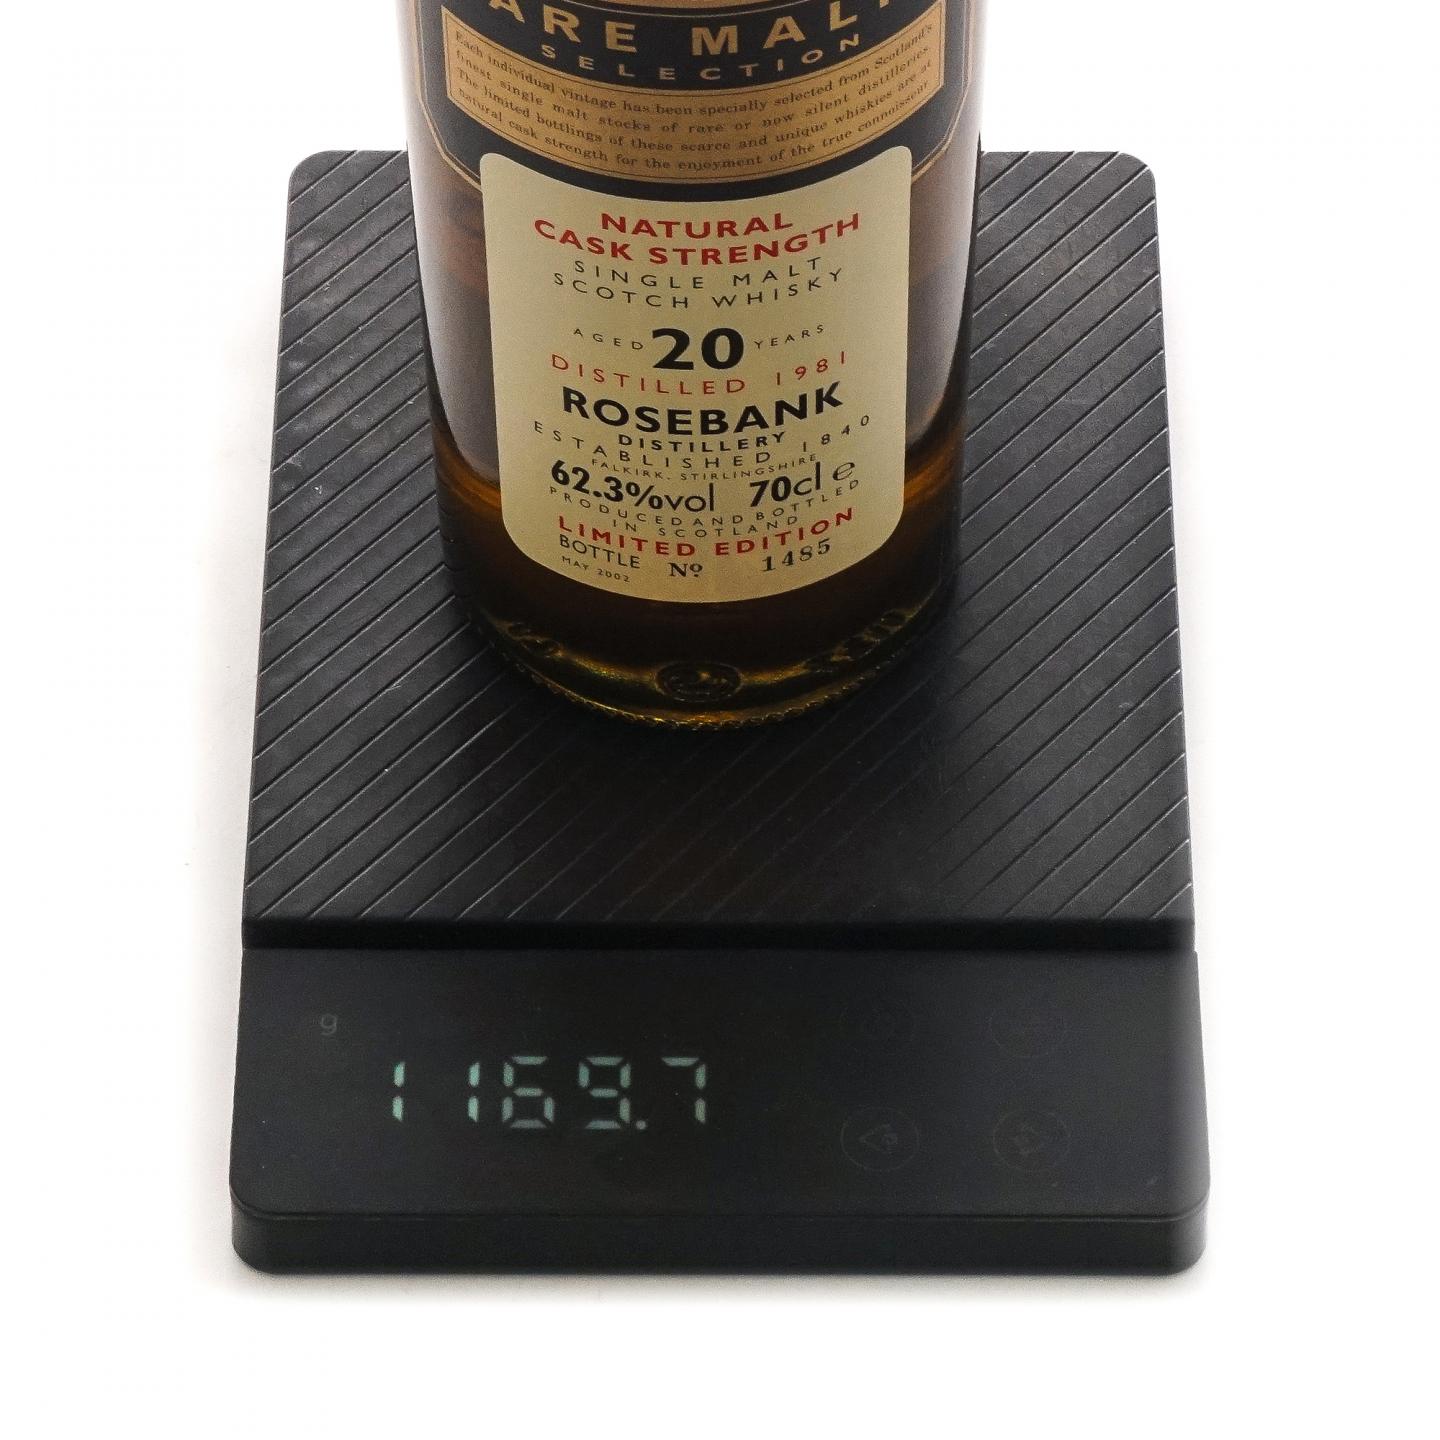 ARE MAL
SELECTION
Each individual vintage has been specially selected from Scotland's
finest single malt stocks of rare or now silent distilleries.
The limited bottlings of these scarce and unique whiskies are at
natural cask strength for the enjoyment of the true connoisseur
NATURAL
CASK STRENGTH
SINGLE MALT
SCOTCH WHISKY
AGED 20 YEARS
DISTILLED 1981
ROSEBANK
DISTILLERY
ESTABLISHED 1840
FALKIRK, STIRLINGSHIRE
62.3%vol 70cl e
PRODUCED AND BOTTLED
IN SCOTLAND
LIMITED EDITION
BOTTLE Nº 1485
MAY 2002
g
1169.7